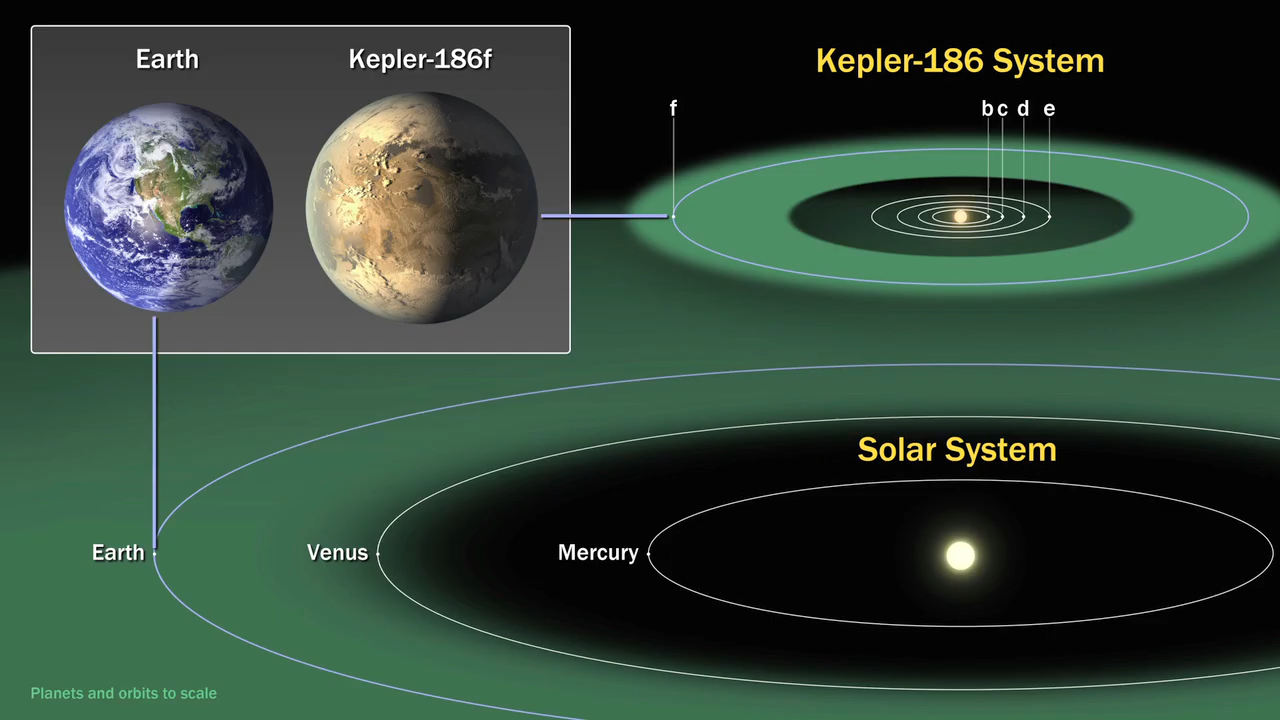 Earth
Kepler-186f
Kepler-186 System
f
b c d e
Solar System
Earth
Venus
Mercury
Planets and orbits to scale